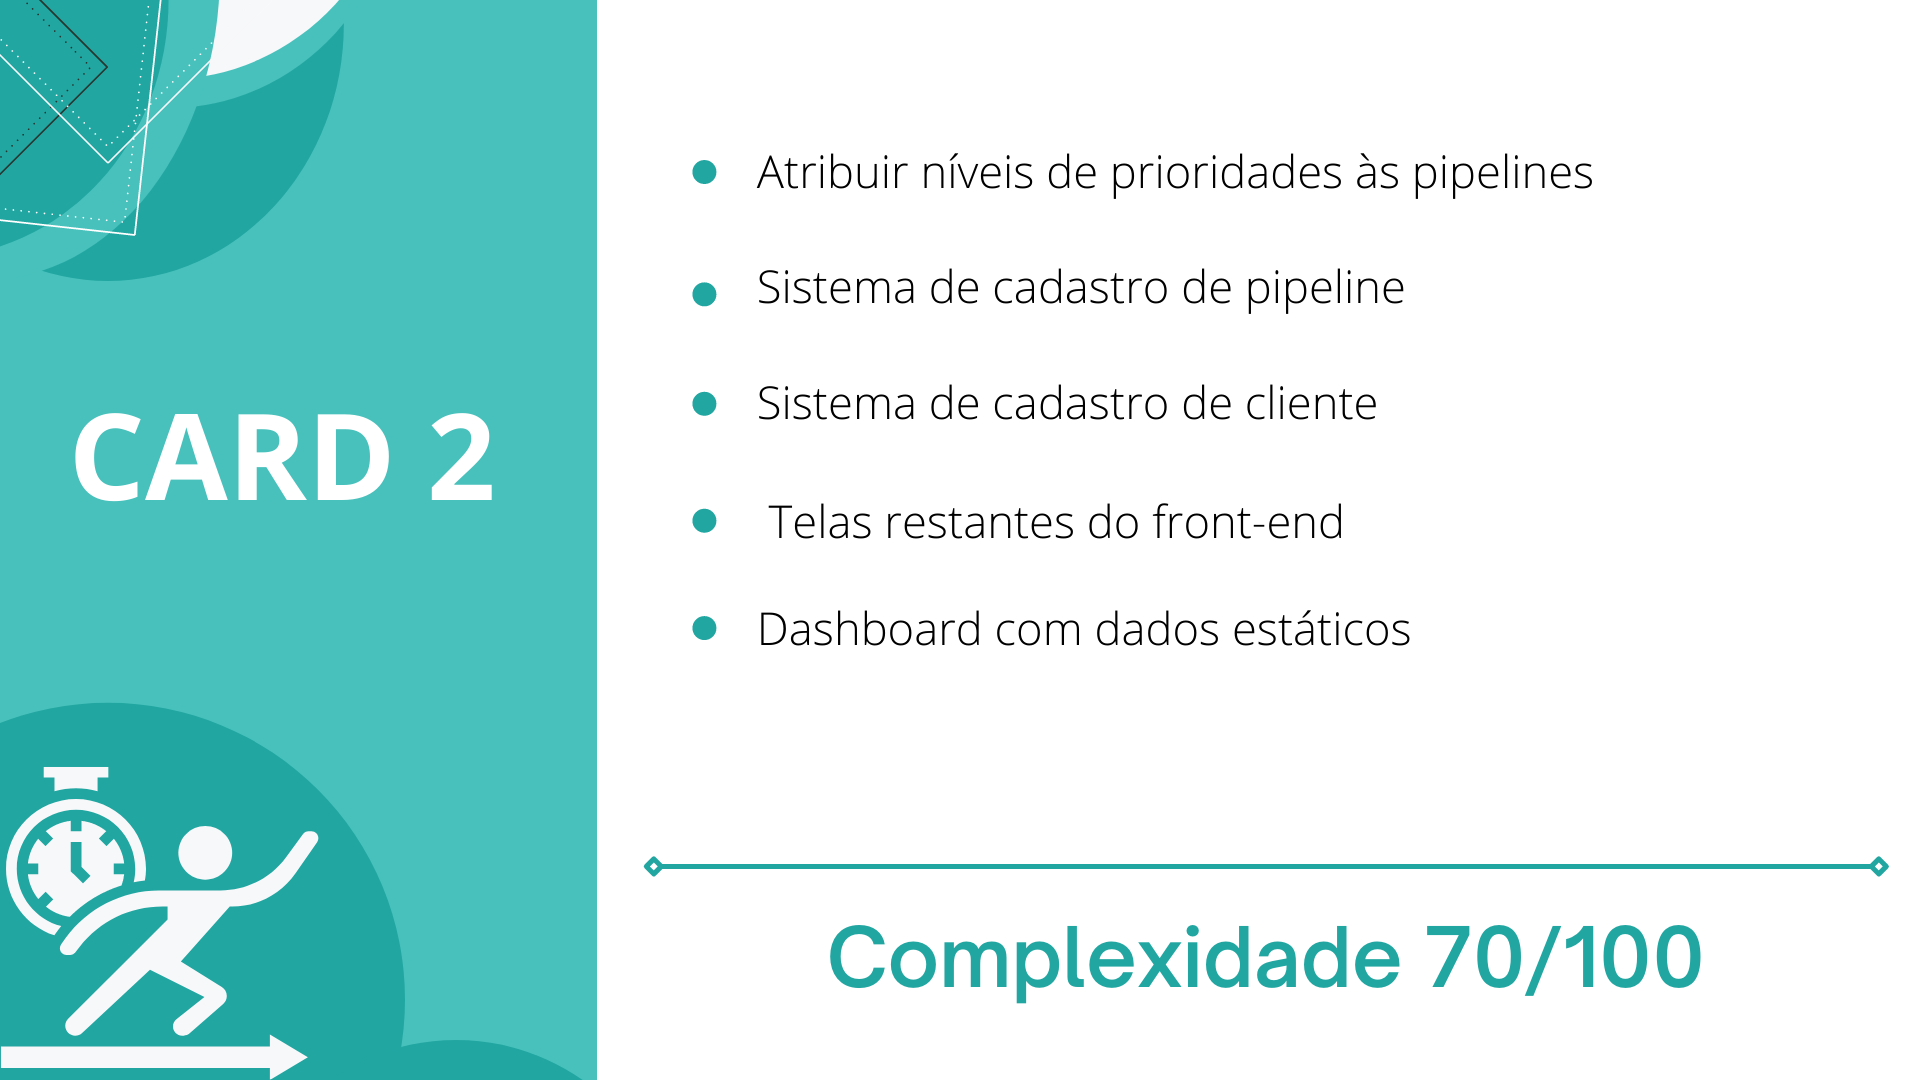 CARD 2
Atribuir níveis de prioridades às pipelines
Sistema de cadastro de pipeline
Sistema de cadastro de cliente
Telas restantes do front-end
Dashboard com dados estáticos
Complexidade 70/100